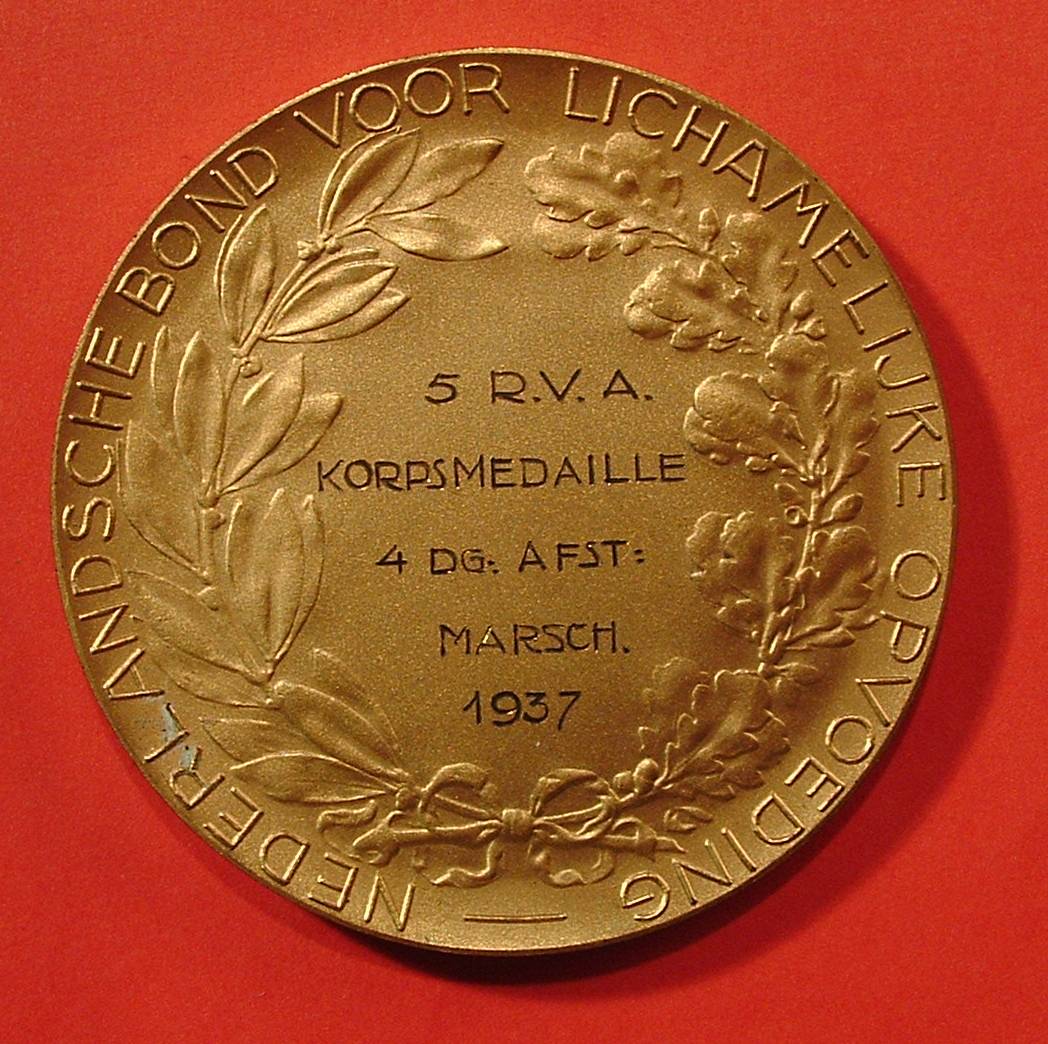 NEDERLANDSCHE BOND VOOR LICHAMELIJKE OPVOEDING
5 R.V.A.
KORPSMEDAILLE
4 DG: AFST:
MARSCH.
1937